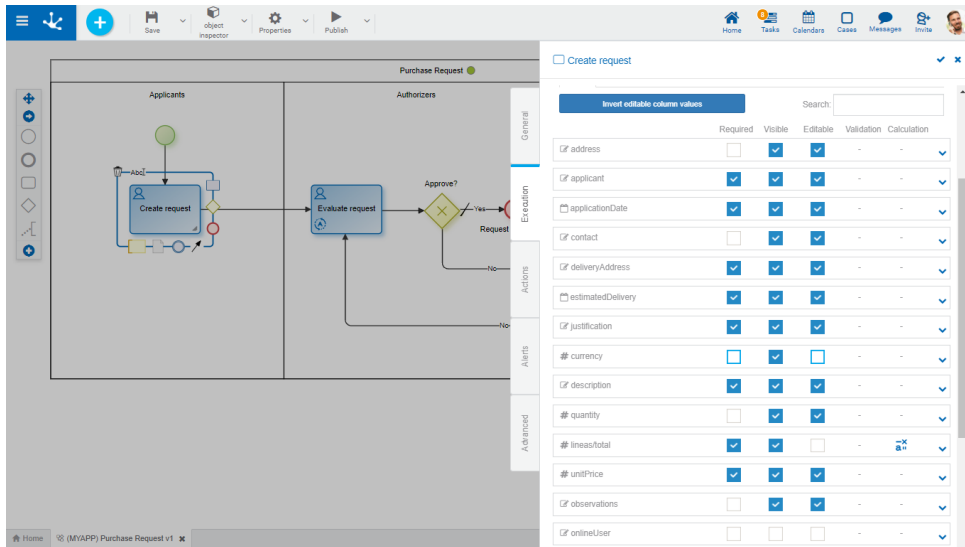 Save
object
inspector
Properties
Publish
Home
9
Tasks
Calendars
Cases
Messages
Invite
Purchase Request
Applicants
Authorizers
Abc
Create request
Evaluate request
Approve?
Yes
Request
No
No
General
Execution
Actions
Alerts
Advanced
Create request
Invert editable column values
Search:
Required Visible Editable Validation Calculation
address - -
applicant - -
applicationDate - -
contact - -
deliveryAddress - -
estimatedDelivery - -
justification - -
# currency - -
description - -
# quantity - -
# lineas/total -
# unitPrice - -
observations - -
onlineUser - -
Home
(MYAPP) Purchase Request v1